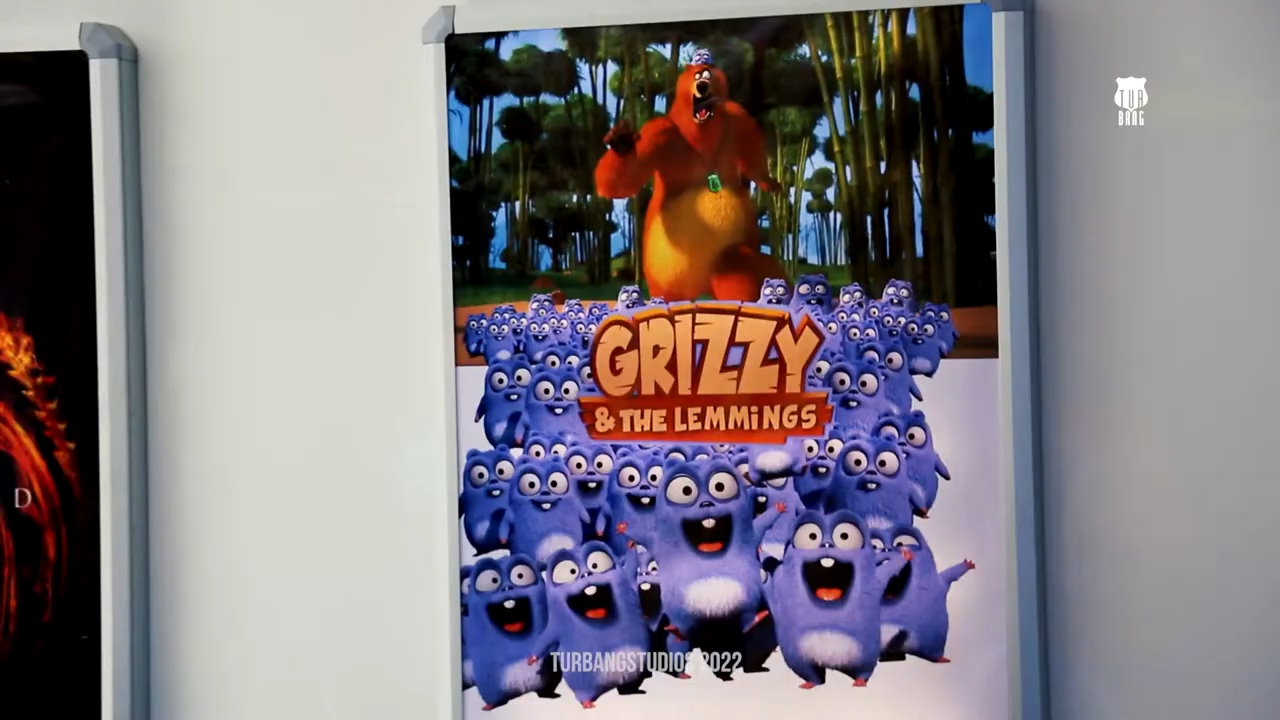 TUR
BANG
D
GRIZZY
& THE LEMMINGS
TURBANGSTUDIOS 2022